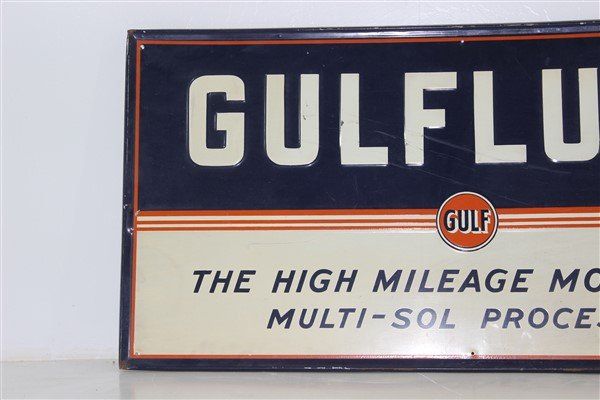 GULFLU
GULF
THE HIGH MILEAGE MO
MULTI-SOL PROCES